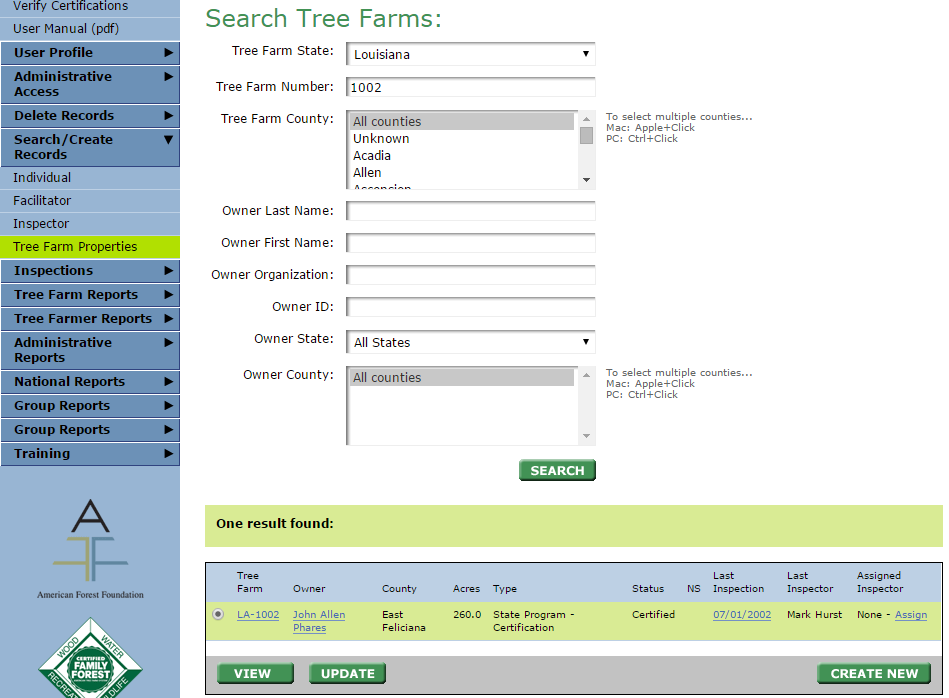 Verify Certifications
User Manual (pdf)
User Profile
Administrative
Access
Delete Records
Search/Create
Records
Individual
Facilitator
Inspector
Tree Farm Properties
Inspections
Tree Farm Reports
Tree Farmer Reports
Administrative
Reports
National Reports
Group Reports
Group Reports
Training
American Forest Foundation
WOOD WATER
CERTIFIED
FAMILY
FOREST
Search Tree Farms:
Tree Farm State: Louisiana
Tree Farm Number: 1002
Tree Farm County: All counties
Unknown
Acadia
Allen
Ascension
To select multiple counties...
Mac: Apple+Click
PC: Ctrl+Click
Owner Last Name:
Owner First Name:
Owner Organization:
Owner ID:
Owner State: All States
Owner County: All counties
To select multiple counties...
Mac: Apple+Click
PC: Ctrl+Click
SEARCH
One result found:
Tree Farm Owner County Acres Type Status NS Last Inspection Last Inspector Assigned Inspector
LA-1002 John Allen Phares East Feliciana 260.0 State Program - Certification Certified 07/01/2002 Mark Hurst None - Assign
VIEW UPDATE CREATE NEW